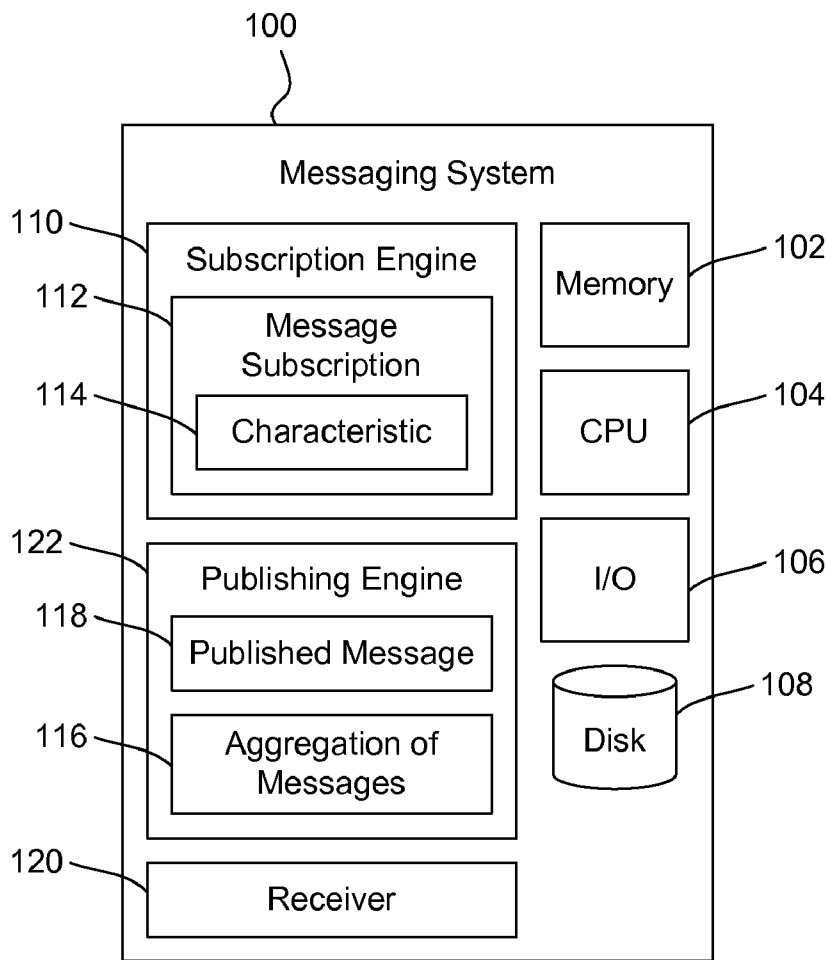 100
Messaging System
110
Subscription Engine
Memory
102
112
Message
Subscription
114
Characteristic
CPU
104
122
Publishing Engine
I/O
106
118
Published Message
108
116
Aggregation of
Messages
Disk
120
Receiver